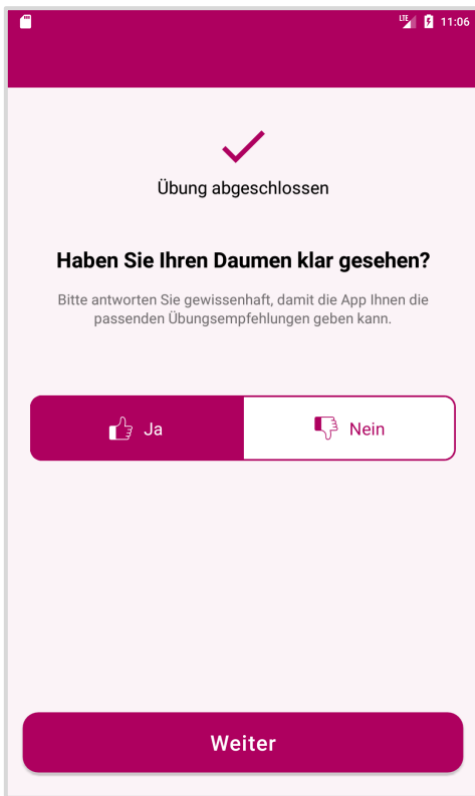 LTE 11:06
Übung abgeschlossen
Haben Sie Ihren Daumen klar gesehen?
Bitte antworten Sie gewissenhaft, damit die App Ihnen die
passenden Übungsempfehlungen geben kann.
Ja Nein
Weiter